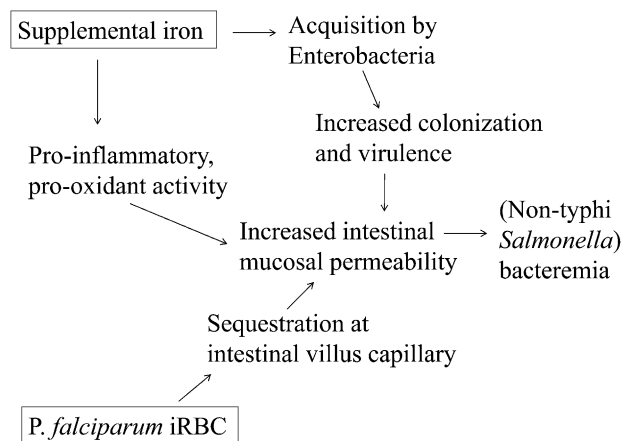 Supplemental iron
Acquisition by
Enterobacteria
Increased colonization
and virulence
Pro-inflammatory,
pro-oxidant activity
Increased intestinal
mucosal permeability
(Non-typhi
Salmonella)
bacteremia
Sequestration at
intestinal villus capillary
P. falciparum iRBC